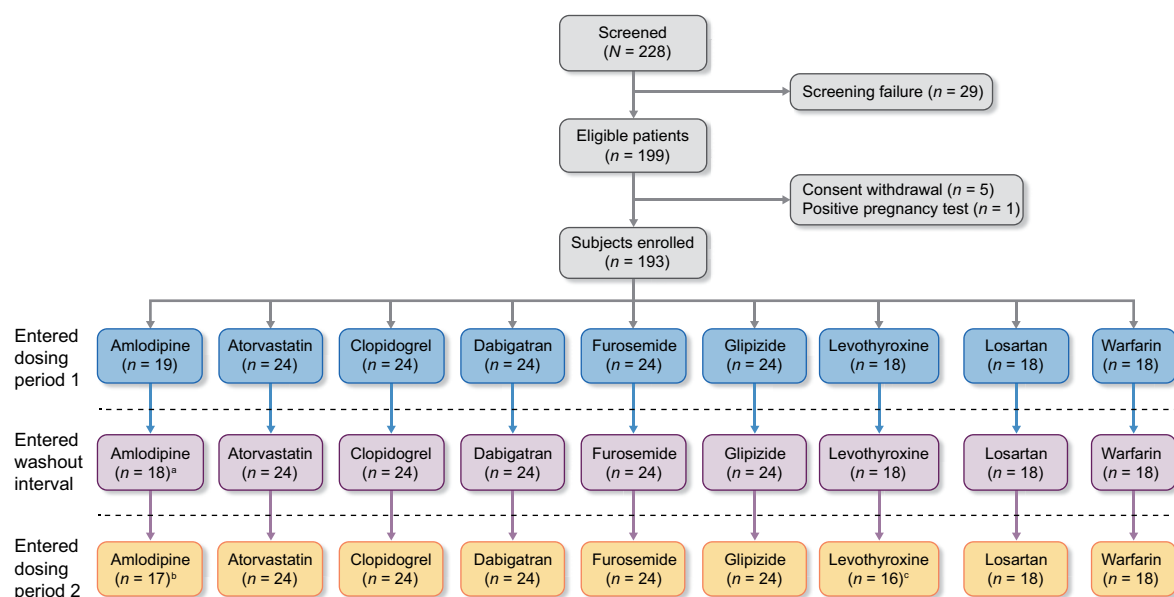 Screened
(N = 228)
Screening failure (n = 29)
Eligible patients
(n = 199)
Consent withdrawal (n = 5)
Positive pregnancy test (n = 1)
Subjects enrolled
(n = 193)
Entered
dosing
period 1
Amlodipine
(n = 19)
Atorvastatin
(n = 24)
Clopidogrel
(n = 24)
Dabigatran
(n = 24)
Furosemide
(n = 24)
Glipizide
(n = 24)
Levothyroxine
(n = 18)
Losartan
(n = 18)
Warfarin
(n = 18)
Entered
washout
interval
Amlodipine
(n = 18)ᵃ
Atorvastatin
(n = 24)
Clopidogrel
(n = 24)
Dabigatran
(n = 24)
Furosemide
(n = 24)
Glipizide
(n = 24)
Levothyroxine
(n = 18)
Losartan
(n = 18)
Warfarin
(n = 18)
Entered
dosing
period 2
Amlodipine
(n = 17)ᵇ
Atorvastatin
(n = 24)
Clopidogrel
(n = 24)
Dabigatran
(n = 24)
Furosemide
(n = 24)
Glipizide
(n = 24)
Levothyroxine
(n = 16)ᶜ
Losartan
(n = 18)
Warfarin
(n = 18)